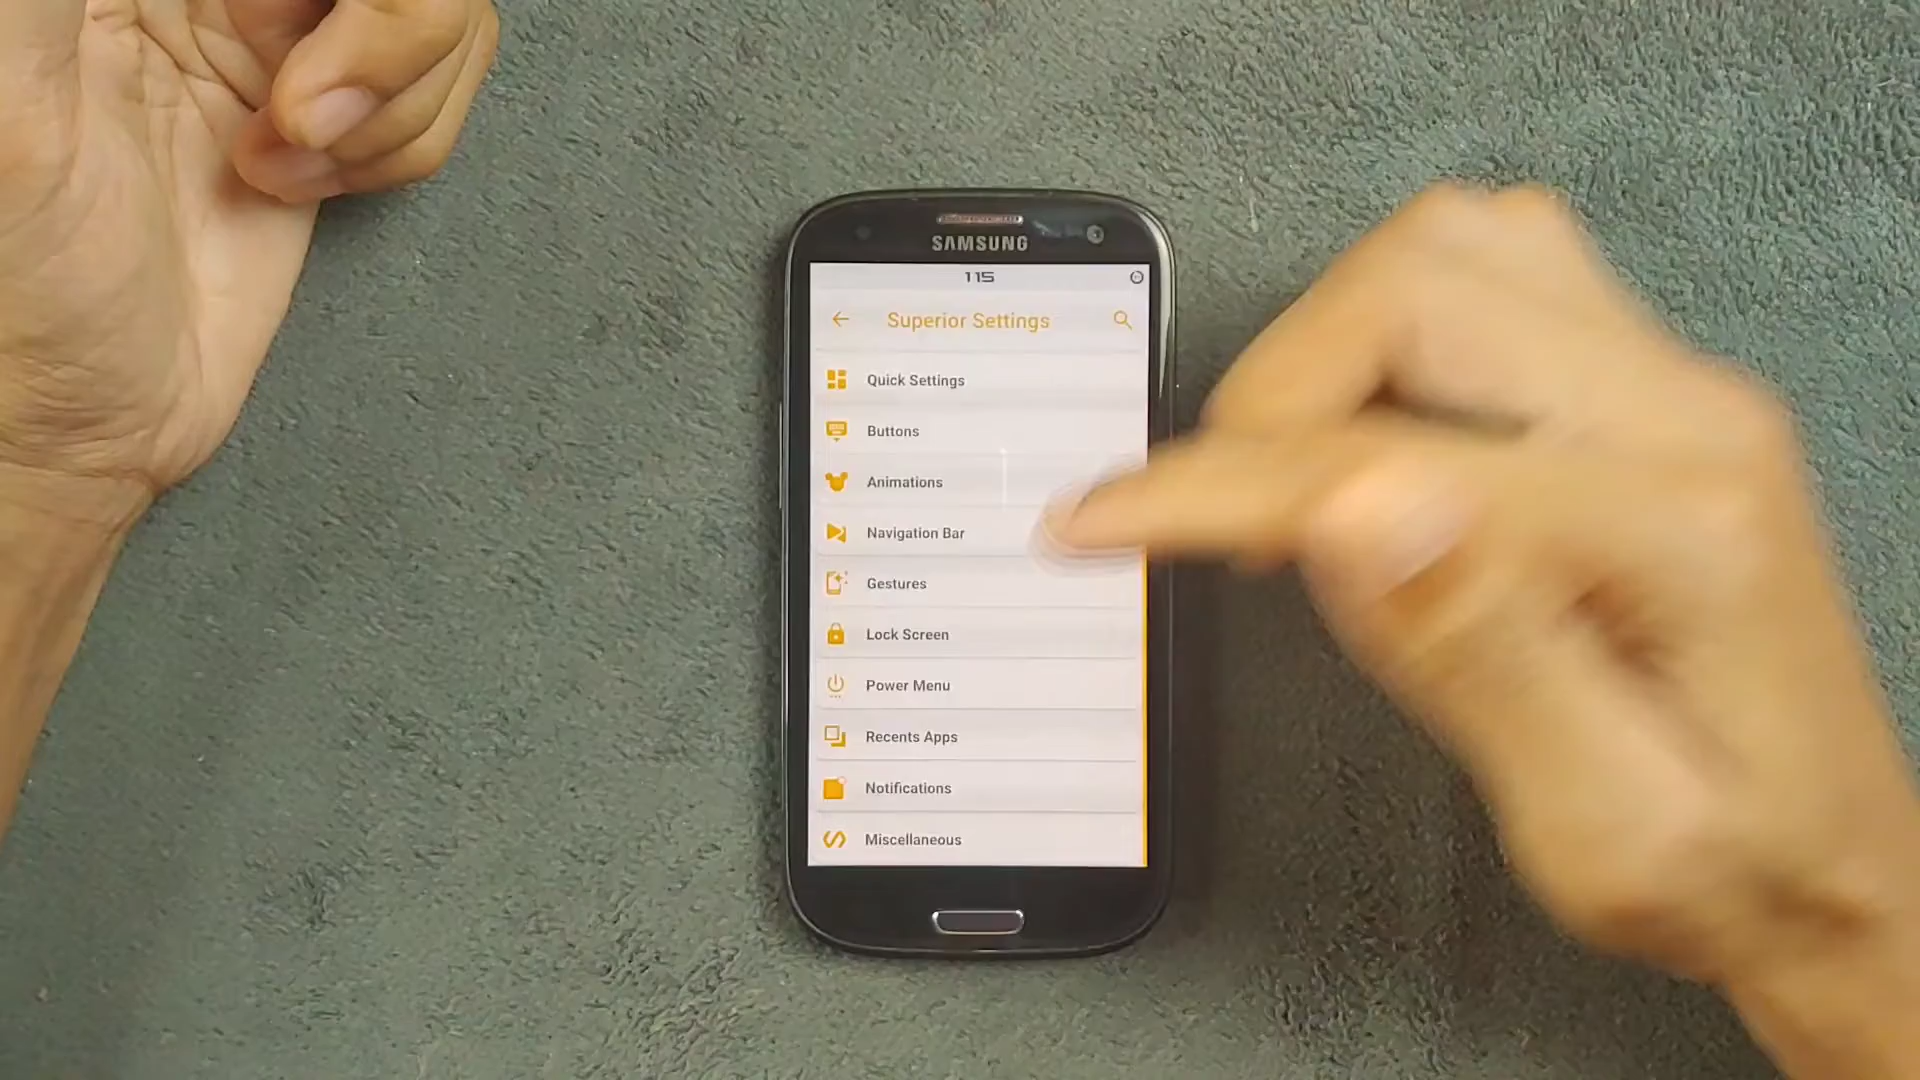 SAMSUNG
115
Superior Settings
Quick Settings
Buttons
Animations
Navigation Bar
Gestures
Lock Screen
Power Menu
Recents Apps
Notifications
Miscellaneous